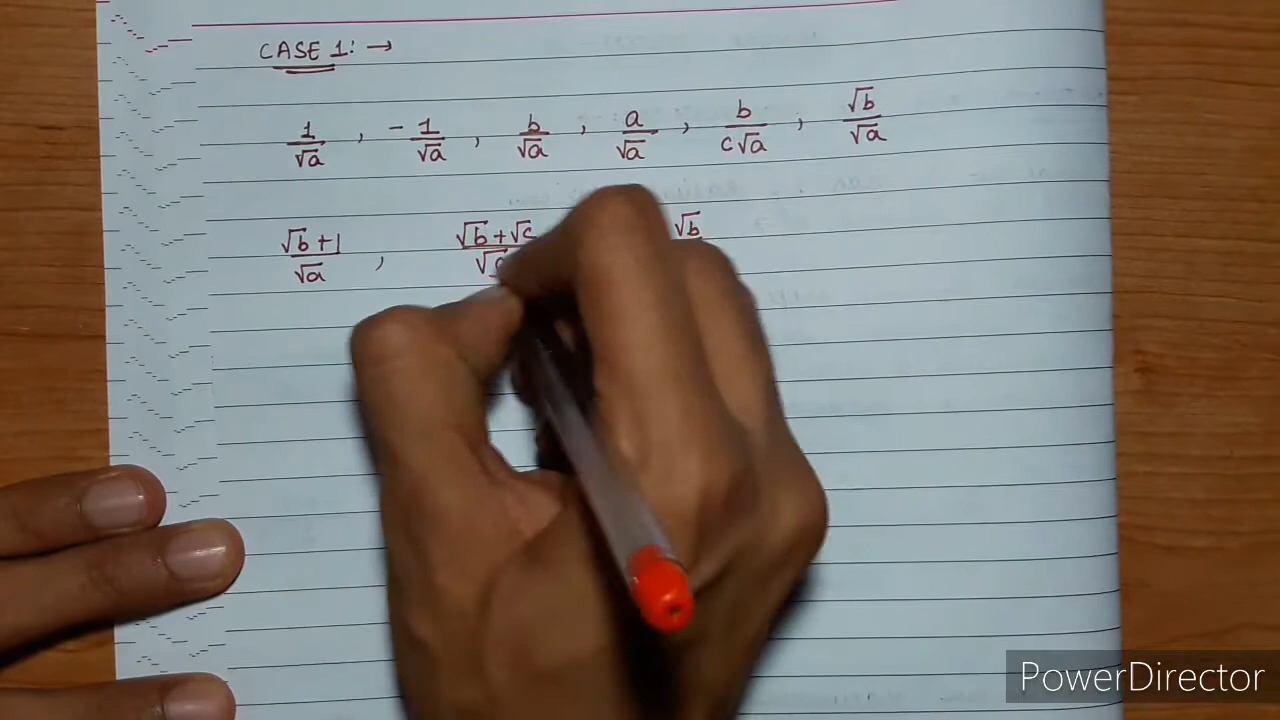 CASE 1: →
1/√a , -1/√a , b/√a , a/√a , b/c√a , √b/√a
√b+1/√a , √b+√c/√ √b
PowerDirector